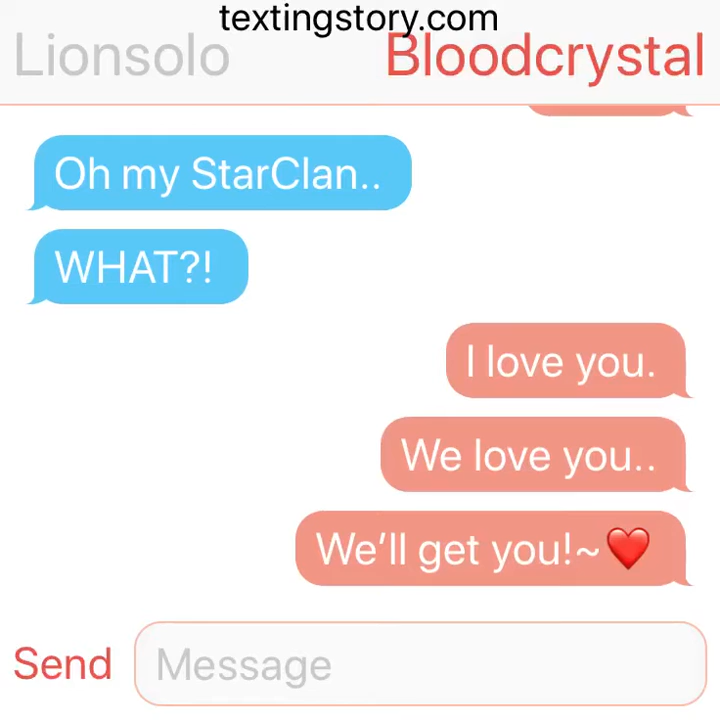 textingstory.com
Lionsolo
Bloodcrystal
Oh my StarClan..
WHAT?!
I love you.
We love you..
We’ll get you!~❤️
Send
Message